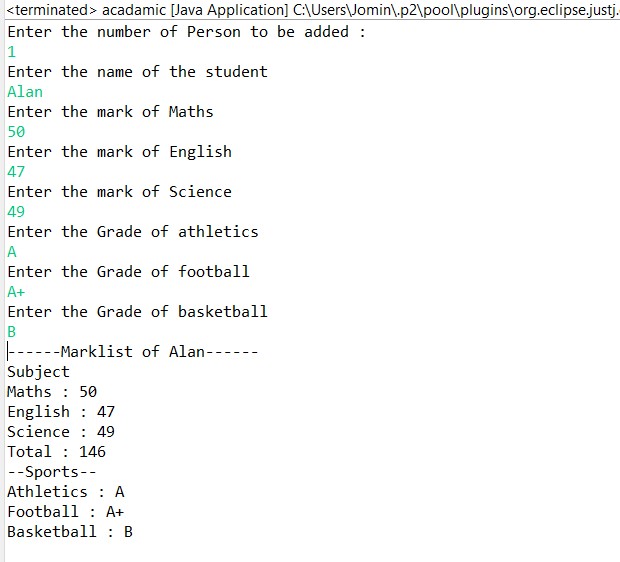 <terminated> acadamic [Java Application] C:\Users\Jomin\.p2\pool\plugins\org.eclipse.justj.
Enter the number of Person to be added :
1
Enter the name of the student
Alan
Enter the mark of Maths
50
Enter the mark of English
47
Enter the mark of Science
49
Enter the Grade of athletics
A
Enter the Grade of football
A+
Enter the Grade of basketball
B
------Marklist of Alan------
Subject
Maths : 50
English : 47
Science : 49
Total : 146
--Sports--
Athletics : A
Football : A+
Basketball : B